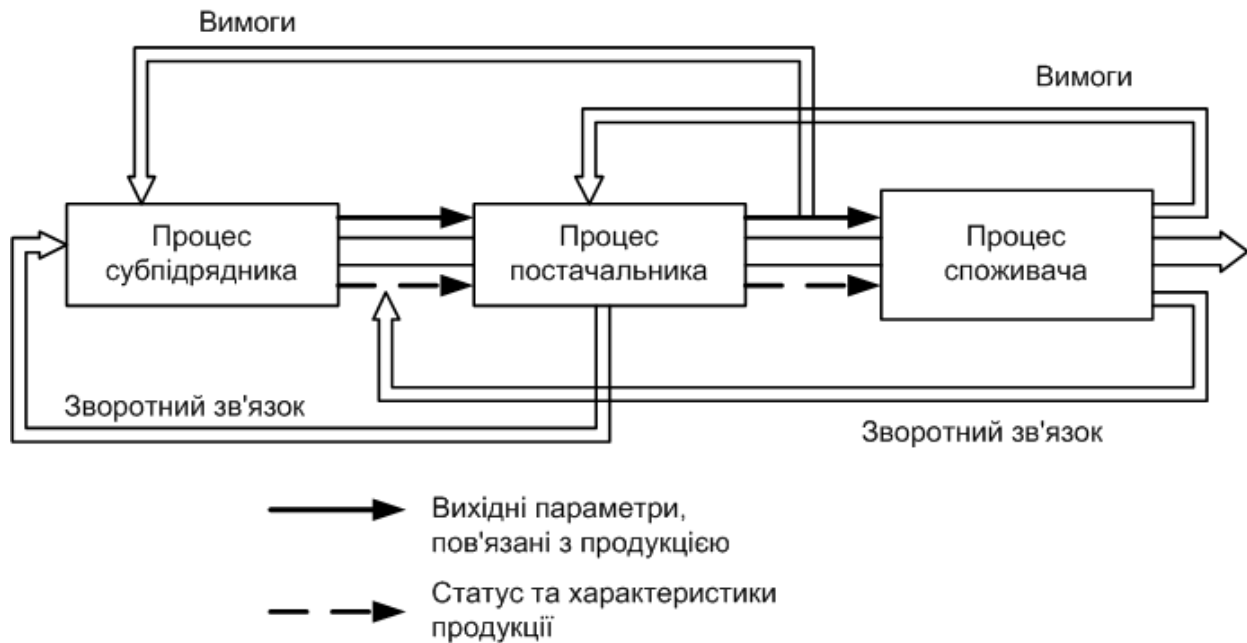 Вимоги
Вимоги
Процес
субпідрядника
Процес
постачальника
Процес
споживача
Зворотний зв'язок
Зворотний зв'язок
Вихідні параметри,
пов'язані з продукцією
Статус та характеристики
продукції